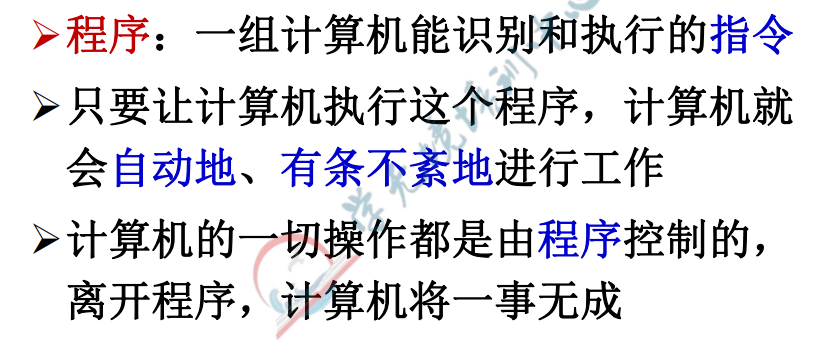 ➢程序：一组计算机能识别和执行的指令
➢只要让计算机执行这个程序，计算机就
会自动地、有条不紊地进行工作
➢计算机的一切操作都是由程序控制的，
离开程序，计算机将一事无成